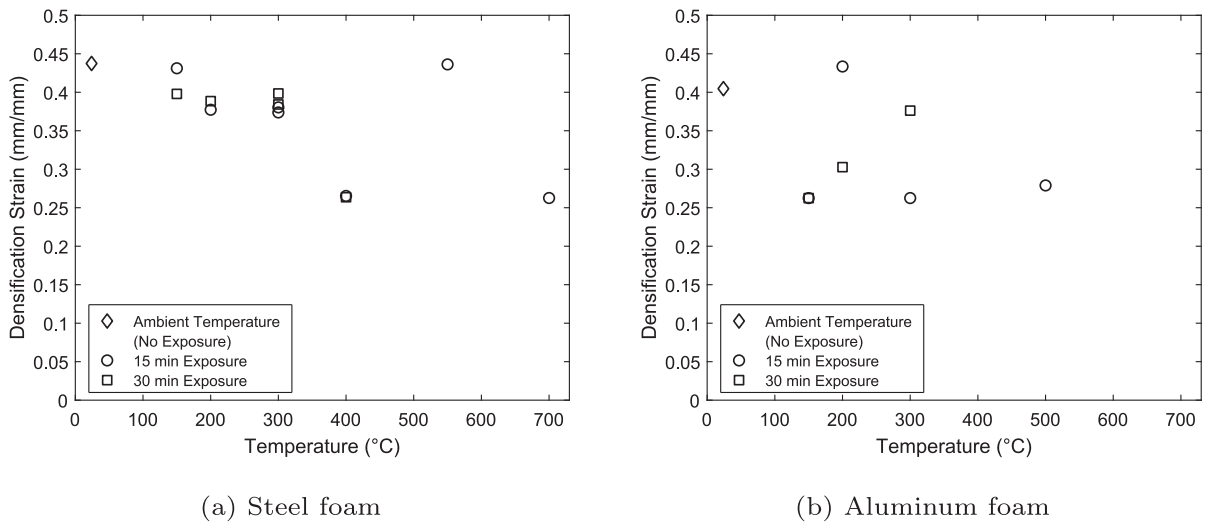 0.5
0.45
0.4
0.35
0.3
0.25
0.2
0.15
0.1
0.05
0
Densification Strain (mm/mm)
0 100 200 300 400 500 600 700
Temperature (°C)
Ambient Temperature
(No Exposure)
15 min Exposure
30 min Exposure
(a) Steel foam
0.5
0.45
0.4
0.35
0.3
0.25
0.2
0.15
0.1
0.05
0
Densification Strain (mm/mm)
0 100 200 300 400 500 600 700
Temperature (°C)
Ambient Temperature
(No Exposure)
15 min Exposure
30 min Exposure
(b) Aluminum foam